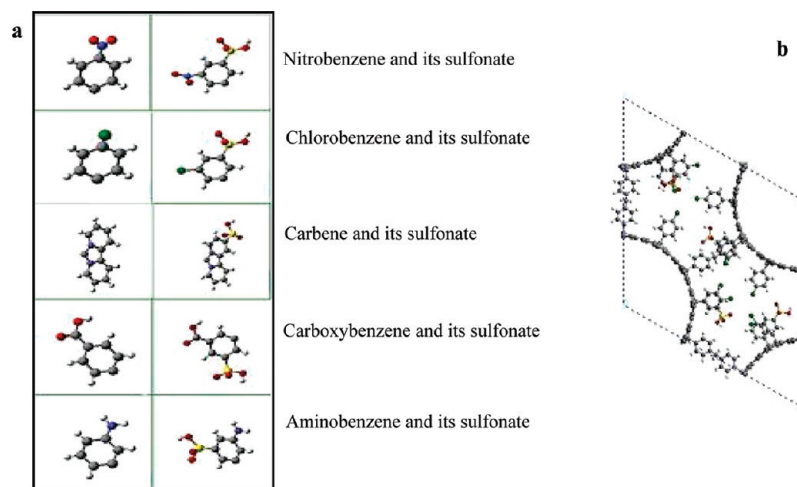 a
b
Nitrobenzene and its sulfonate
Chlorobenzene and its sulfonate
Carbene and its sulfonate
Carboxybenzene and its sulfonate
Aminobenzene and its sulfonate